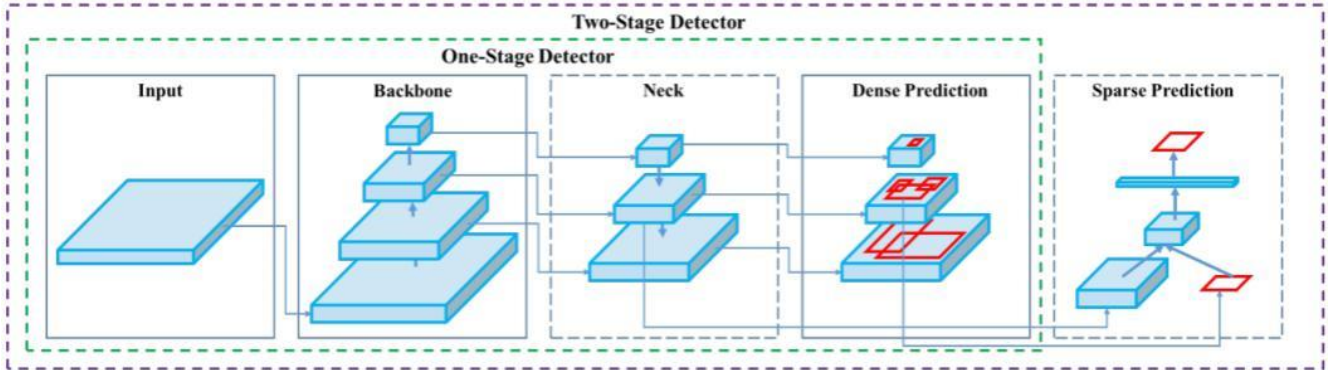 Two-Stage Detector
One-Stage Detector
Input
Backbone
Neck
Dense Prediction
Sparse Prediction